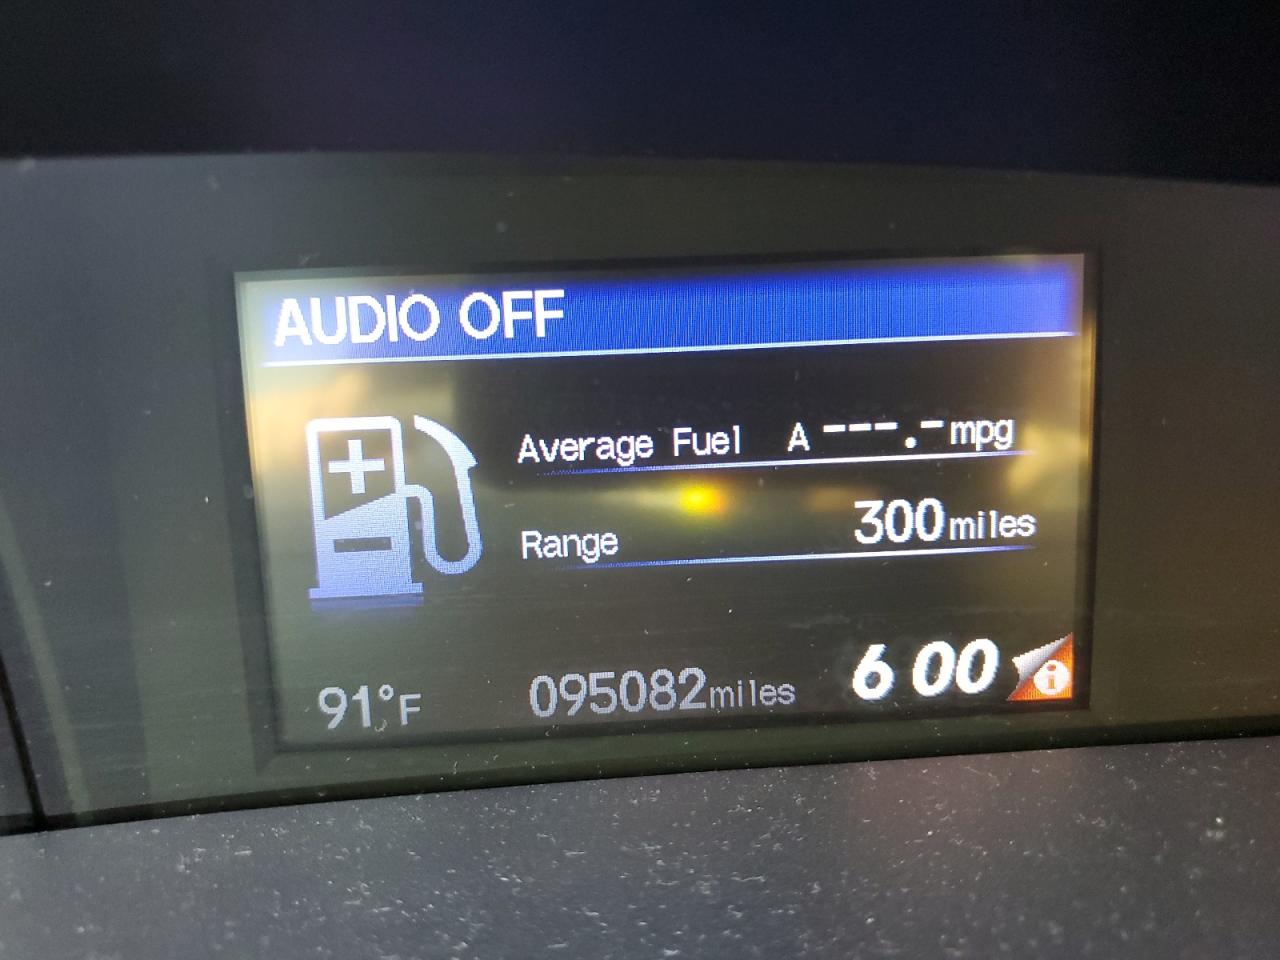 AUDIO OFF
Average Fuel A ---.- mpg
Range 300 miles
91°F 095082 miles 6 00 i